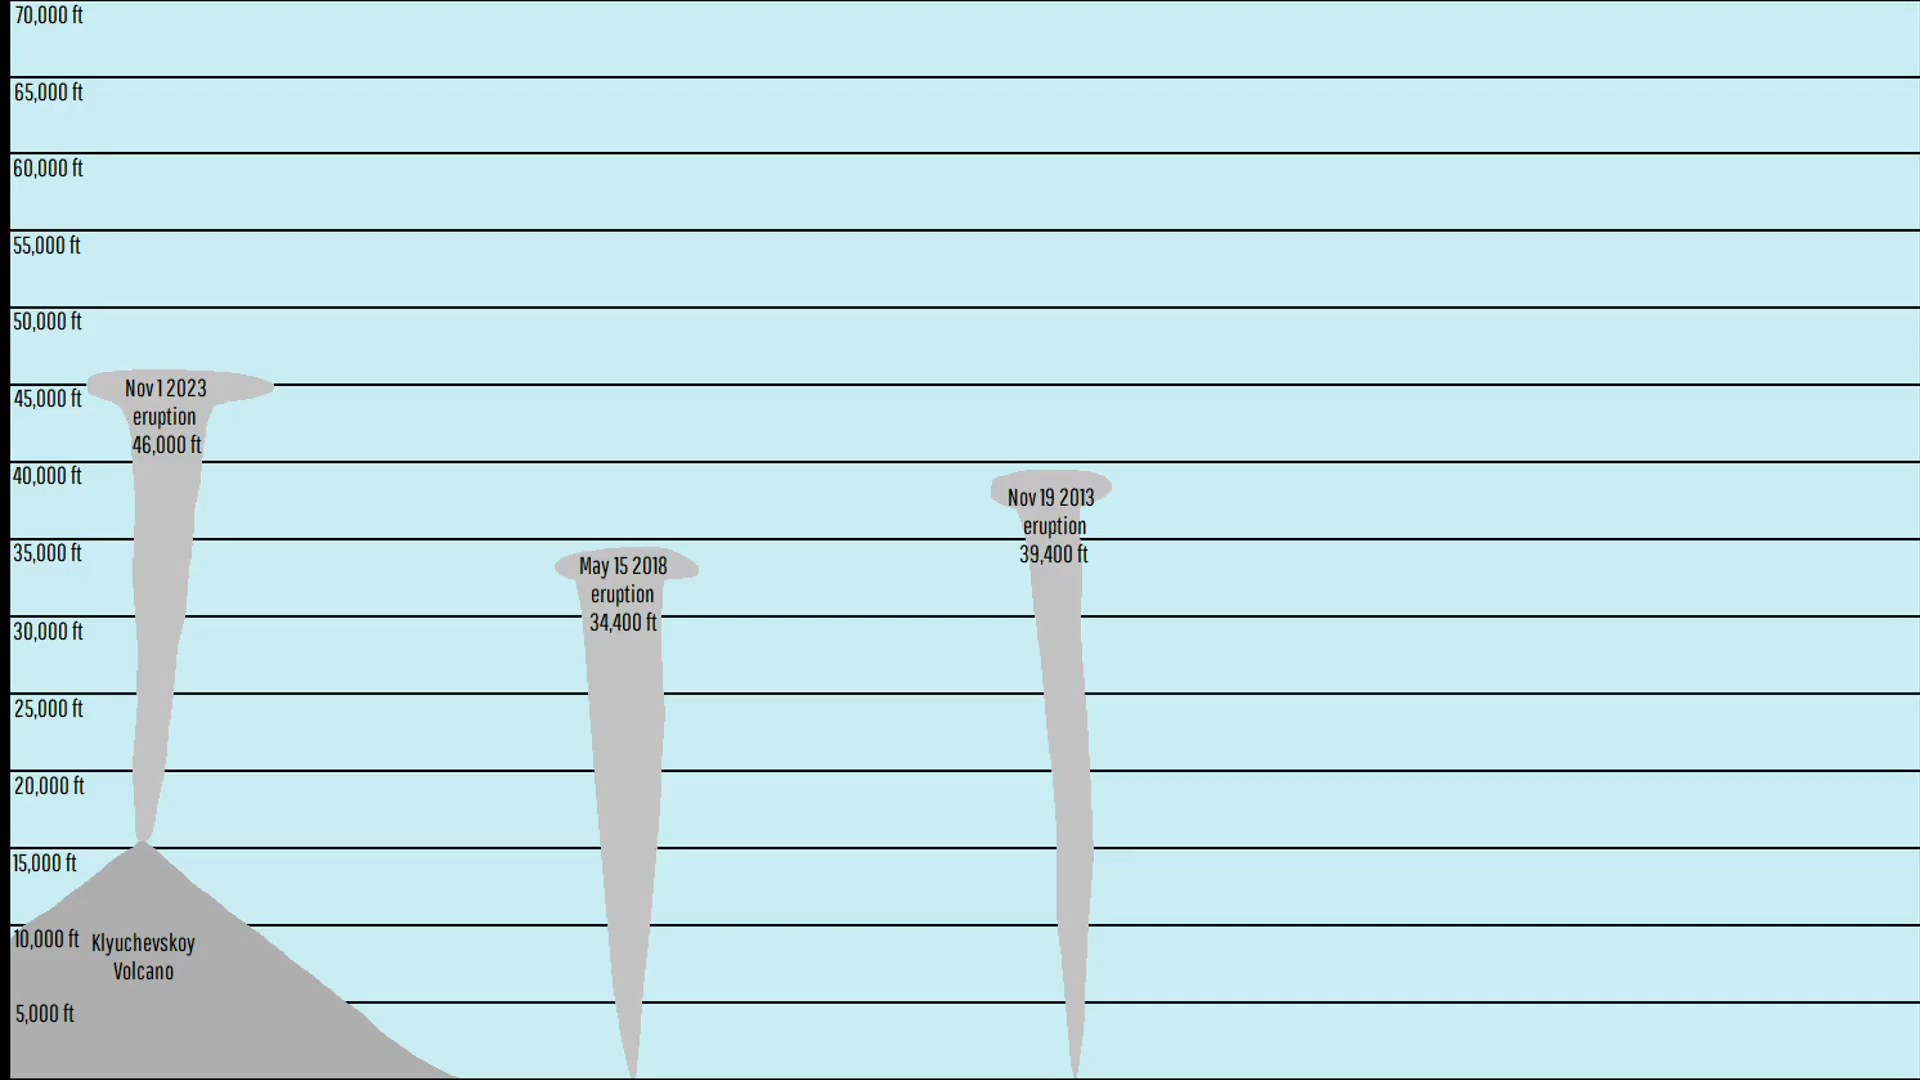 70,000 ft
65,000 ft
60,000 ft
55,000 ft
50,000 ft
45,000 ft
40,000 ft
35,000 ft
30,000 ft
25,000 ft
20,000 ft
15,000 ft
10,000 ft
5,000 ft
Nov 1 2023
eruption
46,000 ft
Klyuchevskoy
Volcano
May 15 2018
eruption
34,400 ft
Nov 19 2013
eruption
39,400 ft